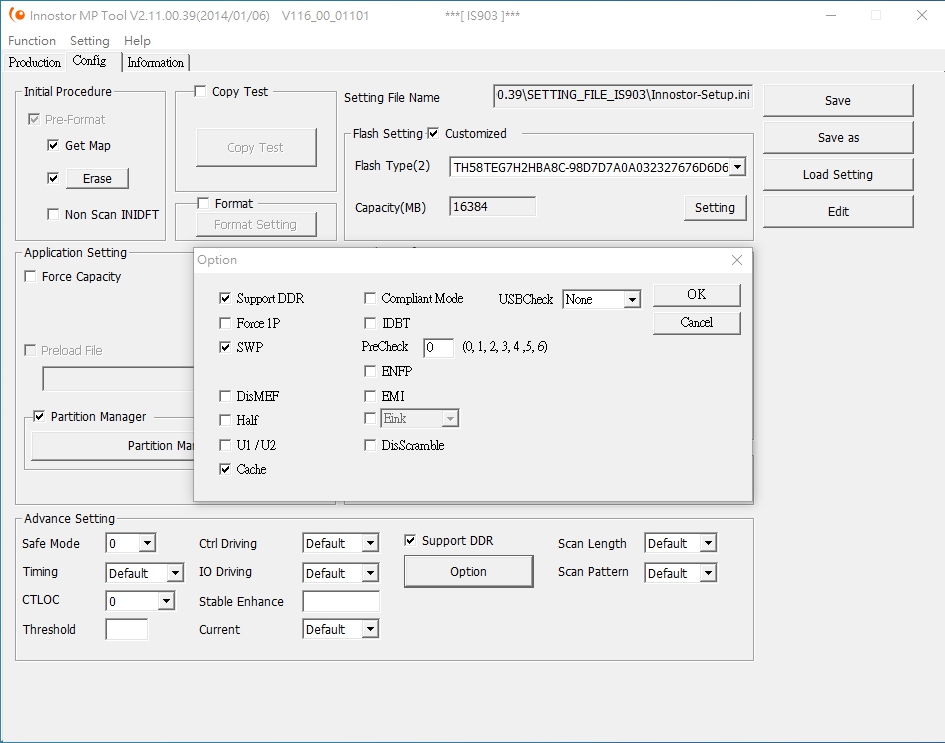 Innostor MP Tool V2.11.00.39(2014/01/06) V116_00_01101 ***[ IS903 ]***
Function Setting Help
Production Config Information
Initial Procedure
Pre-Format
Get Map
Erase
Non Scan INIDFT
Copy Test
Copy Test
Format
Format Setting
Setting File Name 0.39\SETTING_FILE_IS903\Innostor-Setup.ini
Flash Setting Customized
Flash Type(2) TH58TEG7H2HBA8C-98D7D7A0A032327676D6D6
Capacity(MB) 16384 Setting
Save
Save as
Load Setting
Edit
Application Setting
Force Capacity
Preload File
Partition Manager
Partition Mar
Option
Support DDR Compliant Mode USBCheck None OK
Force 1P IDBT Cancel
SWP PreCheck 0 (0, 1, 2, 3, 4 ,5, 6)
ENFP
DisMEF EMI
Half Eink
U1 / U2 DisScramble
Cache
Advance Setting
Safe Mode 0 Ctrl Driving Default Support DDR Scan Length Default
Timing Default IO Driving Default Option Scan Pattern Default
CTLOC 0 Stable Enhance
Threshold Current Default